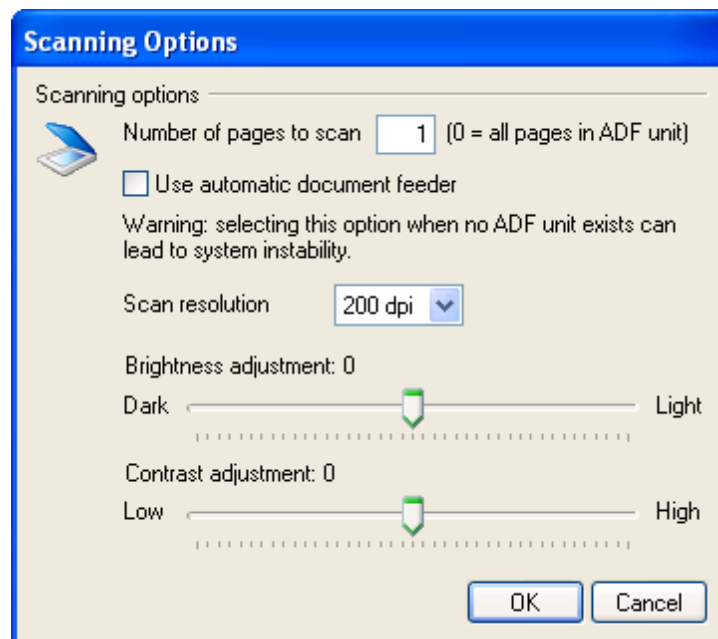 Scanning Options
Scanning options
Number of pages to scan 1 (0 = all pages in ADF unit)
Use automatic document feeder
Warning: selecting this option when no ADF unit exists can
lead to system instability.
Scan resolution 200 dpi
Brightness adjustment: 0
Dark Light
Contrast adjustment: 0
Low High
OK Cancel